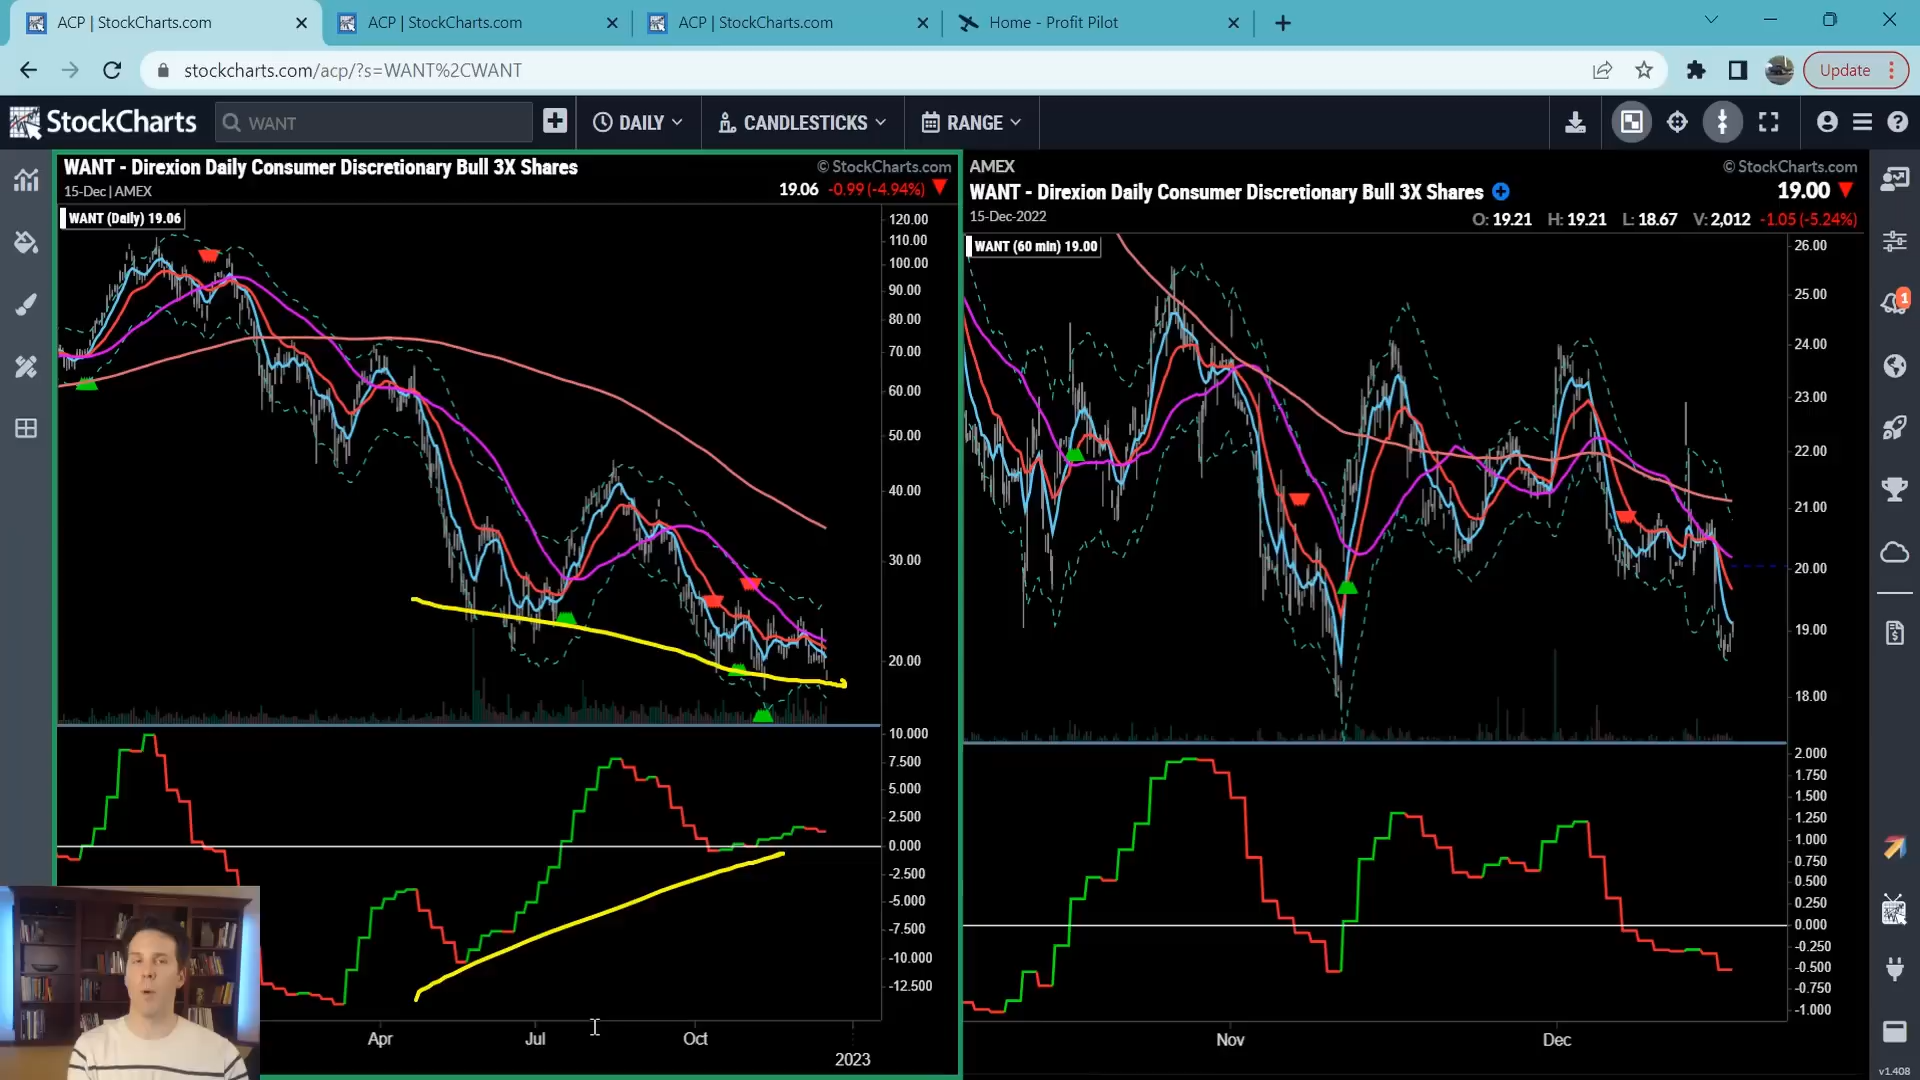 ACP | StockCharts.com
ACP | StockCharts.com
ACP | StockCharts.com
Home - Profit Pilot
stockcharts.com/acp/?s=WANT%2CWANT
Update
StockCharts
WANT
DAILY
CANDLESTICKS
RANGE
WANT - Direxion Daily Consumer Discretionary Bull 3X Shares
© StockCharts.com
15-Dec | AMEX
19.06 -0.99 (-4.94%)
WANT (Daily) 19.06
120.00
110.00
100.00
90.00
80.00
70.00
60.00
50.00
40.00
30.00
20.00
10.000
7.500
5.000
2.500
0.000
-2.500
-5.000
-7.500
-10.000
-12.500
Apr
Jul
Oct
2023
AMEX
© StockCharts.com
WANT - Direxion Daily Consumer Discretionary Bull 3X Shares
19.00
15-Dec-2022
O: 19.21 H: 19.21 L: 18.67 V: 2,012 -1.05 (-5.24%)
WANT (60 min) 19.00
26.00
25.00
24.00
23.00
22.00
21.00
20.00
19.00
18.00
2.000
1.750
1.500
1.250
1.000
0.750
0.500
0.250
0.000
-0.250
-0.500
-0.750
-1.000
Nov
Dec
1
v1.408